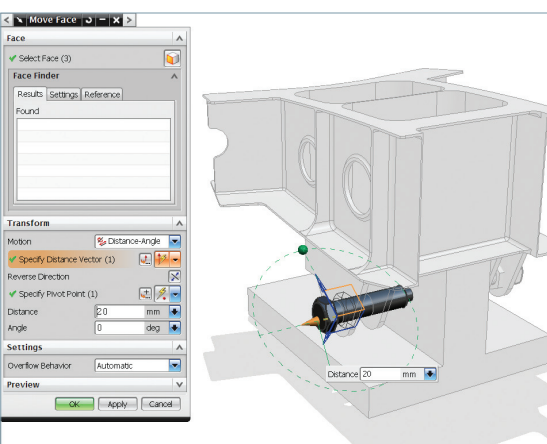 Move Face
Face
Select Face (3)
Face Finder
Results Settings Reference
Found
Transform
Motion Distance-Angle
Specify Distance Vector (1)
Reverse Direction
Specify Pivot Point (1)
Distance 20 mm
Angle 0 deg
Settings
Overflow Behavior Automatic
Preview
OK Apply Cancel
Distance 20 mm